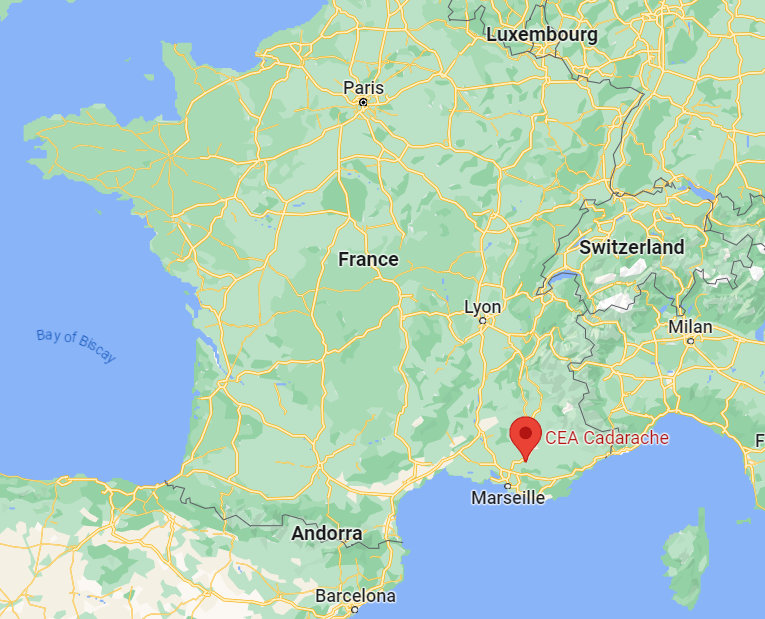 Luxembourg
Paris
France
Switzerland
Lyon
Milan
Bay of Biscay
CEA Cadarache
F
Marseille
Andorra
Barcelona